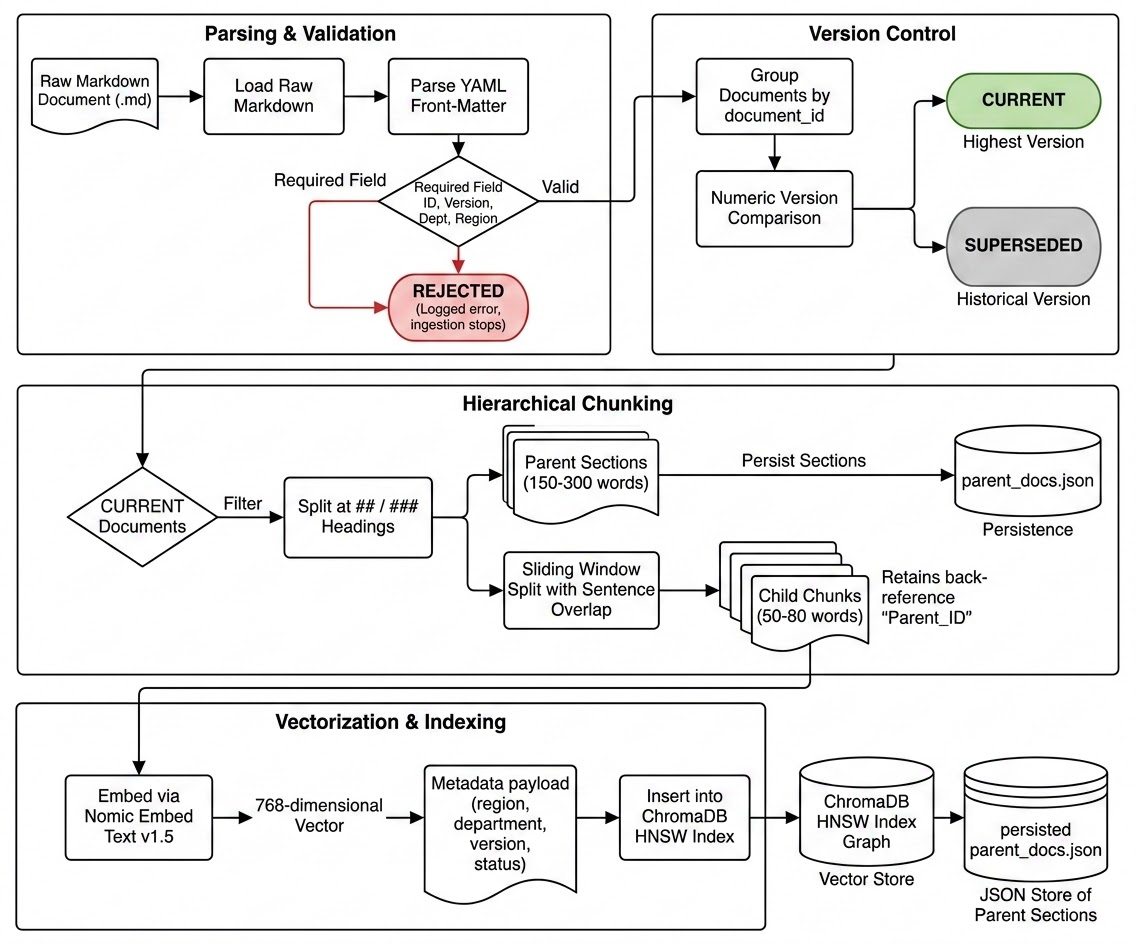 Parsing & Validation
Raw Markdown
Document (.md)
Load Raw
Markdown
Parse YAML
Front-Matter
Required Field
Required Field
ID, Version,
Dept, Region
Valid
REJECTED
(Logged error,
ingestion stops)
Version Control
Group
Documents by
document_id
Numeric Version
Comparison
CURRENT
Highest Version
SUPERSEDED
Historical Version
Hierarchical Chunking
CURRENT
Documents
Filter
Split at ## / ###
Headings
Parent Sections
(150-300 words)
Persist Sections
parent_docs.json
Persistence
Sliding Window
Split with Sentence
Overlap
Child Chunks
(50-80 words)
Retains back-
reference
“Parent_ID”
Vectorization & Indexing
Embed via
Nomic Embed
Text v1.5
768-dimensional
Vector
Metadata payload
(region,
department,
version,
status)
Insert into
ChromaDB
HNSW Index
ChromaDB
HNSW Index
Graph
Vector Store
persisted
parent_docs.json
JSON Store of
Parent Sections